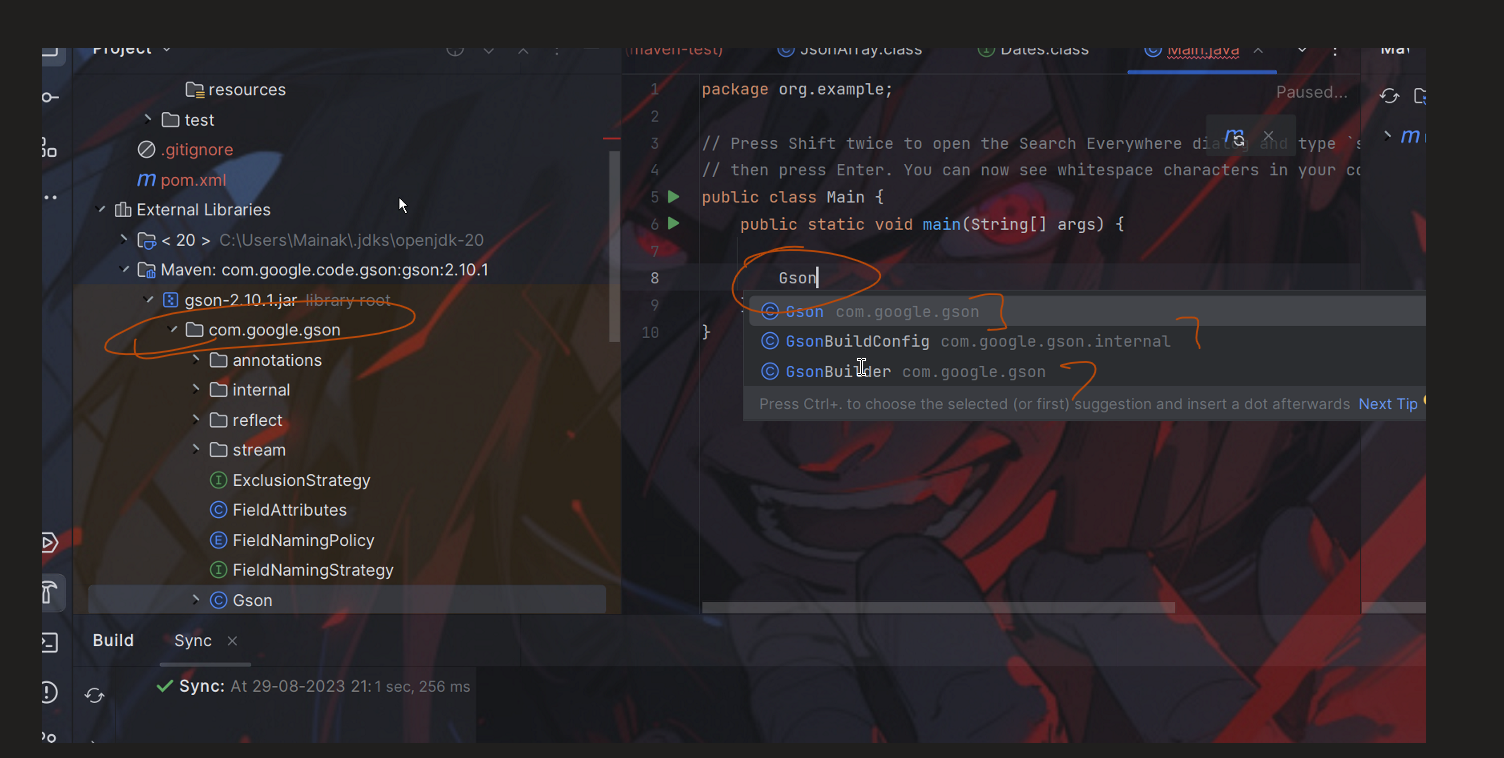 Project
resources
test
.gitignore
m pom.xml
External Libraries
< 20 > C:\Users\Mainak\.jdks\openjdk-20
Maven: com.google.code.gson:gson:2.10.1
gson-2.10.1.jar library root
com.google.gson
annotations
internal
reflect
stream
I ExclusionStrategy
C FieldAttributes
E FieldNamingPolicy
I FieldNamingStrategy
C Gson
(maven-test)
C JsonArray.class
I Dates.class
C Main.java
Paused...
1 package org.example;
2
3 // Press Shift twice to open the Search Everywhere dialog and type `s
4 // then press Enter. You can now see whitespace characters in your co
5 public class Main {
6 public static void main(String[] args) {
7
8 Gson
9
10 }
C Gson com.google.gson
C GsonBuildConfig com.google.gson.internal
C GsonBuilder com.google.gson
Press Ctrl+. to choose the selected (or first) suggestion and insert a dot afterwards Next Tip
m
Build
Sync
Sync: At 29-08-2023 21: 1 sec, 256 ms